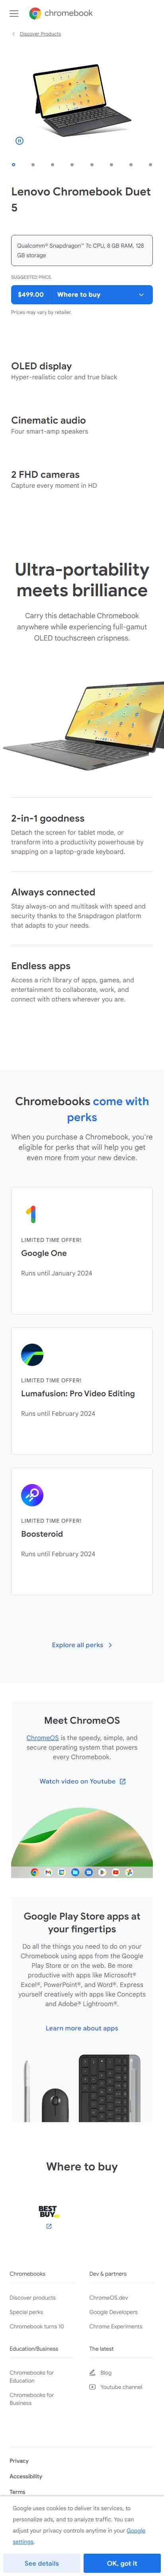 chromebook
Discover Products
Lenovo Chromebook Duet
5
Qualcomm® Snapdragon™ 7c CPU, 8 GB RAM, 128
GB storage
SUGGESTED PRICE
$499.00 Where to buy
Prices may vary by retailer.
OLED display
Hyper-realistic color and true black
Cinematic audio
Four smart-amp speakers
2 FHD cameras
Capture every moment in HD
Ultra-portability
meets brilliance
Carry this detachable Chromebook
anywhere while experiencing full-gamut
OLED touchscreen crispness.
2-in-1 goodness
Detach the screen for tablet mode, or
transform into a productivity powerhouse by
snapping on a laptop-grade keyboard.
Always connected
Stay always-on and multitask with speed and
security thanks to the Snapdragon platform
that adapts to your needs.
Endless apps
Access a rich library of apps, games, and
entertainment to collaborate, work, and
connect with others wherever you are.
Chromebooks come with
perks
When you purchase a Chromebook, you're
eligible for perks that will help you get
even more from your new device.
LIMITED TIME OFFER!
Google One
Runs until January 2024
LIMITED TIME OFFER!
Lumafusion: Pro Video Editing
Runs until February 2024
LIMITED TIME OFFER!
Boosteroid
Runs until February 2024
Explore all perks
Meet ChromeOS
ChromeOS is the speedy, simple, and
secure operating system that powers
every Chromebook.
Watch video on Youtube
Google Play Store apps at
your fingertips
Do all the things you need to do on your
Chromebook using apps from the Google
Play Store or on the web. Be more
productive with apps like Microsoft®
Excel®, PowerPoint®, and Word®. Express
yourself creatively with apps like Concepts
and Adobe® Lightroom®.
Learn more about apps
Where to buy
BEST
BUY
Chromebooks
Discover products
Special perks
Chromebook turns 10
Dev & partners
ChromeOS.dev
Google Developers
Chrome Experiments
Education/Business
Chromebooks for
Education
Chromebooks for
Business
The latest
Blog
Youtube channel
Privacy
Accessibility
Terms
Google uses cookies to deliver its services, to
personalize ads, and to analyze traffic. You can
adjust your privacy controls anytime in your Google
settings.
See details
OK, got it